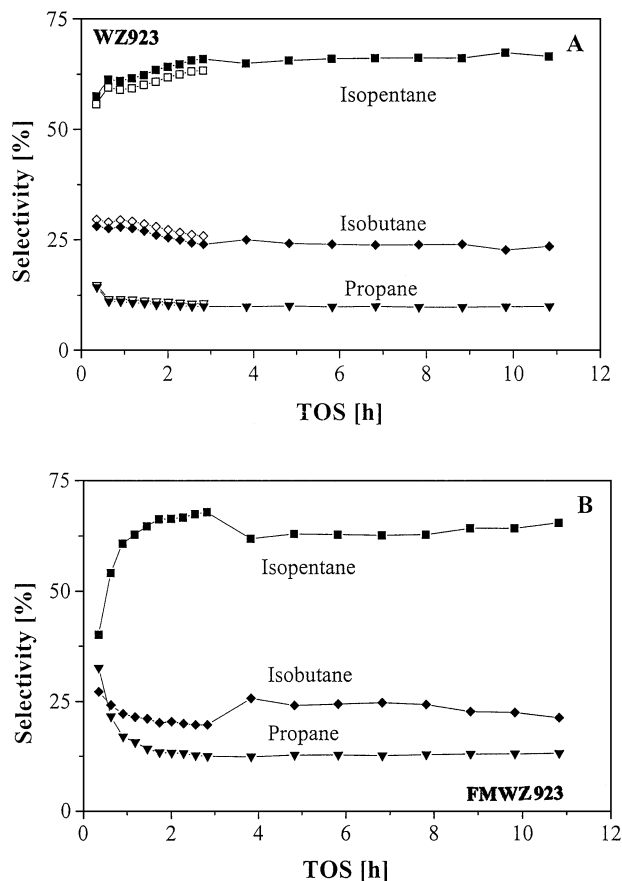 WZ923
A
75
50
25
0
Selectivity [%]
Isopentane
Isobutane
Propane
0 2 4 6 8 10 12
TOS [h]
B
75
50
25
0
Selectivity [%]
Isopentane
Isobutane
Propane
FMWZ923
0 2 4 6 8 10 12
TOS [h]